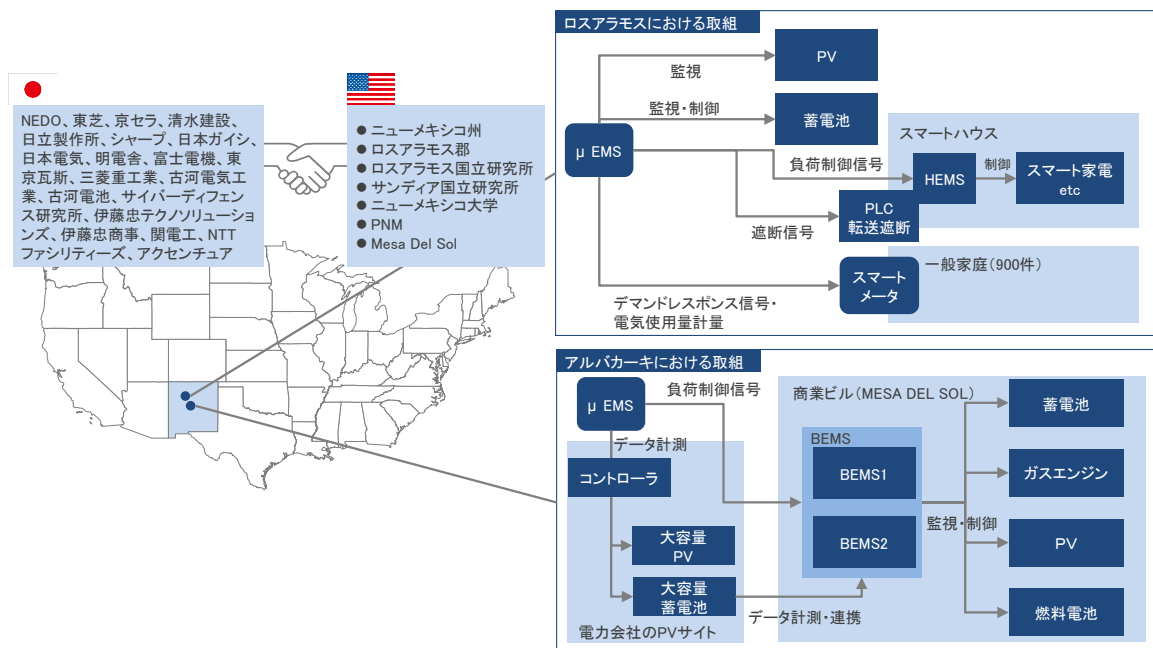 NEDO、東芝、京セラ、清水建設、
日立製作所、シャープ、日本ガイシ、
日本電気、明電舎、富士電機、東
京瓦斯、三菱重工業、古河電気工
業、古河電池、サイバーディフェン
ス研究所、伊藤忠テクノソリューショ
ンズ、伊藤忠商事、関電工、NTT
ファシリティーズ、アクセンチュア
● ニューメキシコ州
● ロスアラモス郡
● ロスアラモス国立研究所
● サンディア国立研究所
● ニューメキシコ大学
● PNM
● Mesa Del Sol
ロスアラモスにおける取組
μ EMS
監視
PV
監視・制御
蓄電池
スマートハウス
負荷制御信号
HEMS
制御
スマート家電
etc
PLC
転送遮断
遮断信号
一般家庭（900件）
スマート
メータ
デマンドレスポンス信号・
電気使用量計量
アルバカーキにおける取組
μ EMS
負荷制御信号
データ計測
コントローラ
大容量
PV
大容量
蓄電池
電力会社のPVサイト
データ計測・連携
商業ビル（MESA DEL SOL）
BEMS
BEMS1
BEMS2
監視・制御
蓄電池
ガスエンジン
PV
燃料電池